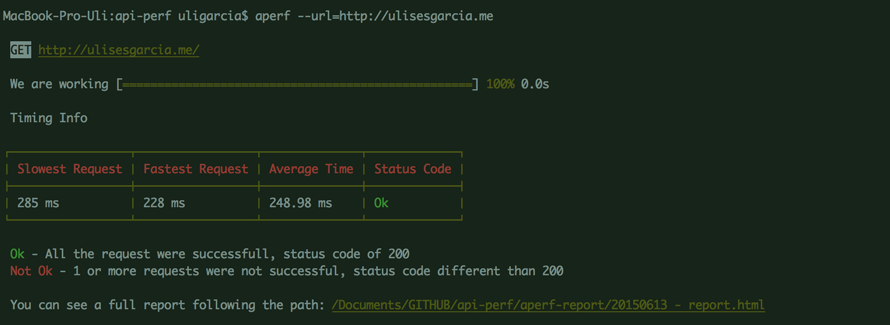 MacBook-Pro-Uli:api-perf uligarcia$ aperf --url=http://ulisesgarcia.me
GET http://ulisesgarcia.me/
We are working [==================================================] 100% 0.0s
Timing Info
Slowest Request | Fastest Request | Average Time | Status Code
285 ms | 228 ms | 248.98 ms | Ok
Ok - All the request were successfull, status code of 200
Not Ok - 1 or more requests were not successful, status code different than 200
You can see a full report following the path: /Documents/GITHUB/api-perf/aperf-report/20150613 - report.html